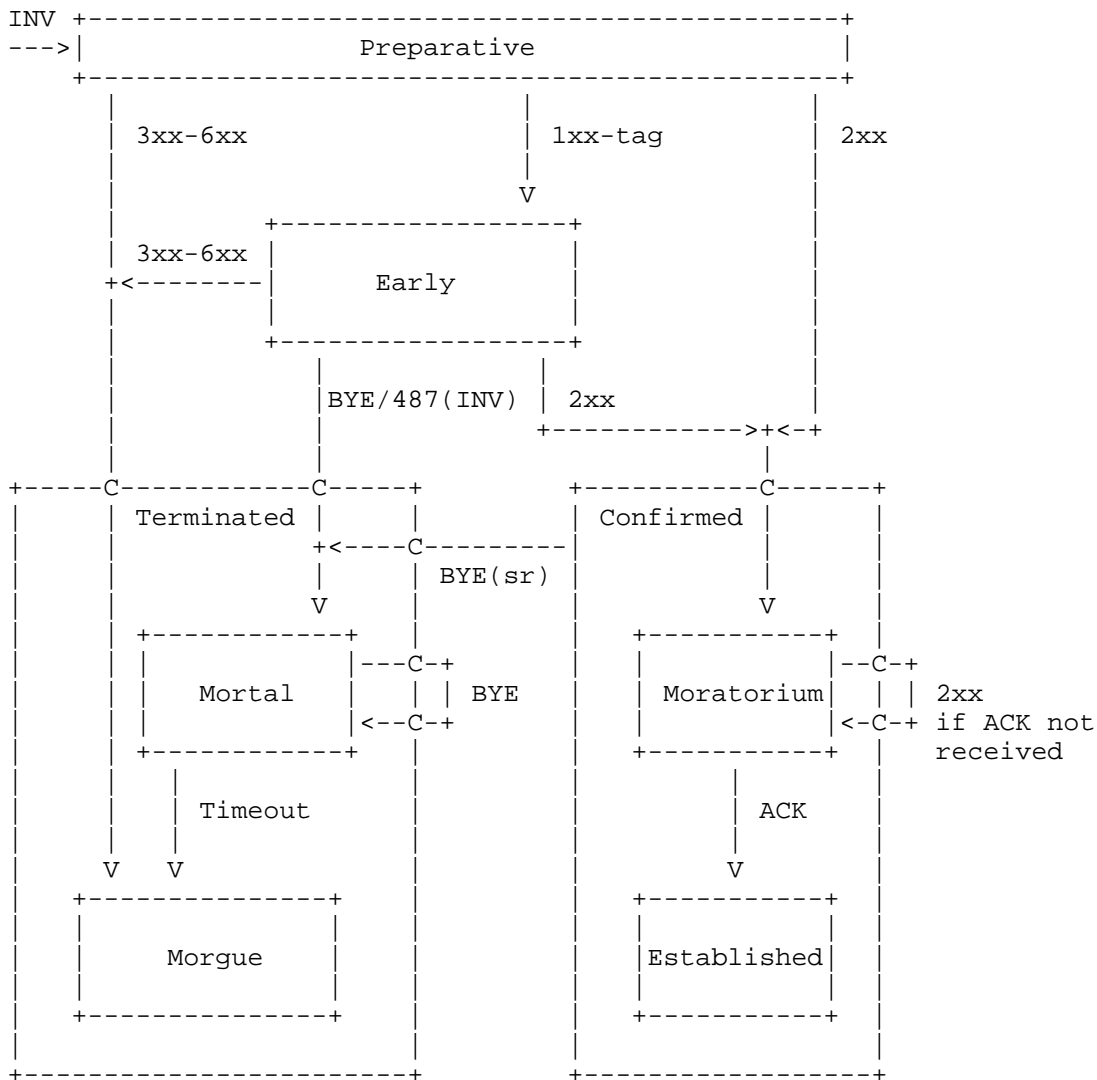 INV
Preparative
3xx-6xx 1xx-tag 2xx
3xx-6xx
Early
BYE/487(INV) 2xx
C C C
Terminated Confirmed
C
BYE(sr)
V V V
C C
Mortal BYE Moratorium 2xx
C C if ACK not
received
Timeout ACK
V V V
Morgue Established